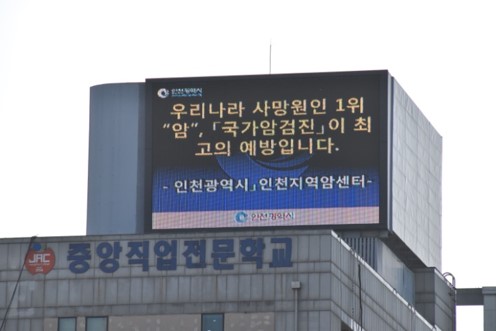 인천광역시
우리나라 사망원인 1위
"암", 「국가암검진」이 최
고의 예방입니다.
- 인천광역시」인천지역암센터-
인천광역시
JAC 중앙직업전문학교